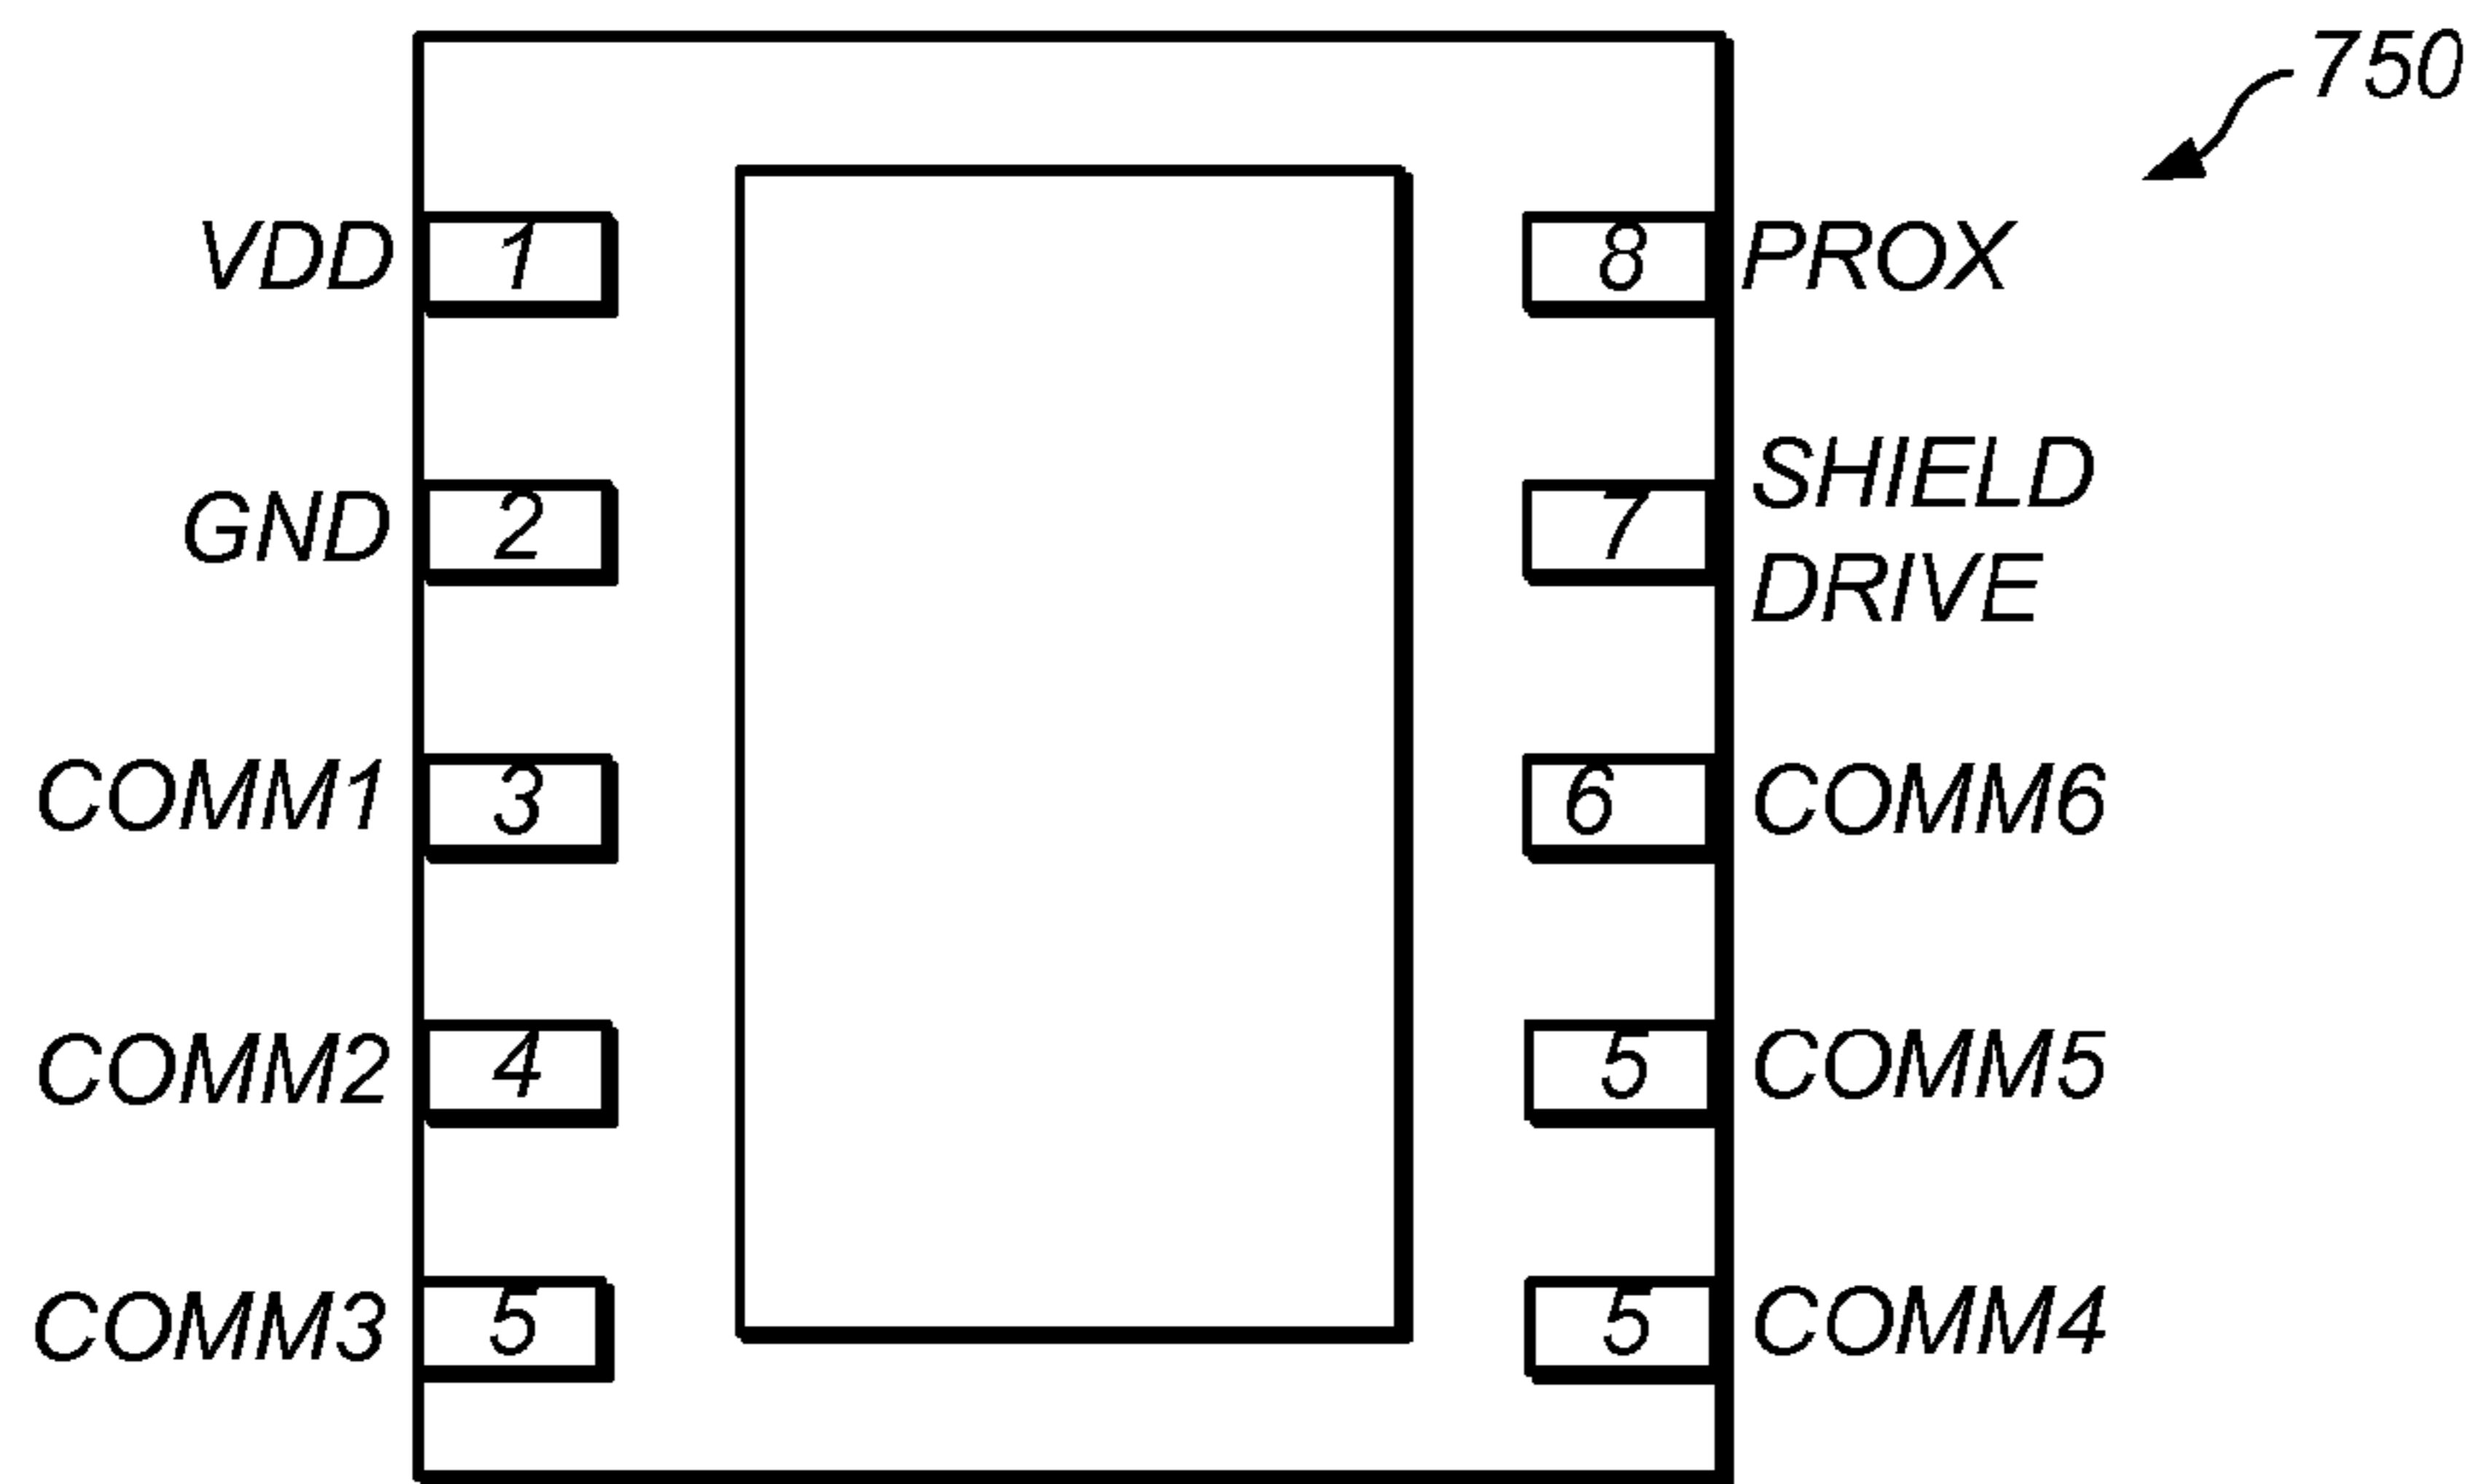 750
VDD 1 8 PROX
GND 2 7 SHIELD DRIVE
COMM1 3 6 COMM6
COMM2 4 5 COMM5
COMM3 5 5 COMM4